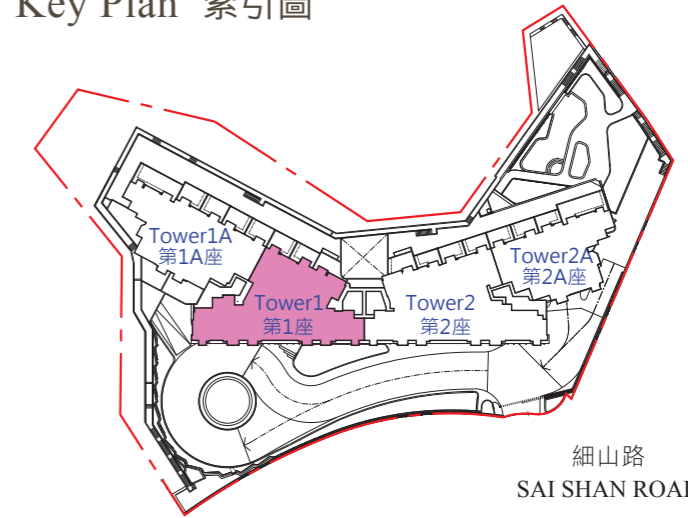 Key Plan 索引圖
Tower1A
第1A座
Tower2A
第2A座
Tower1
第1座
Tower2
第2座
細山路
SAI SHAN ROAD